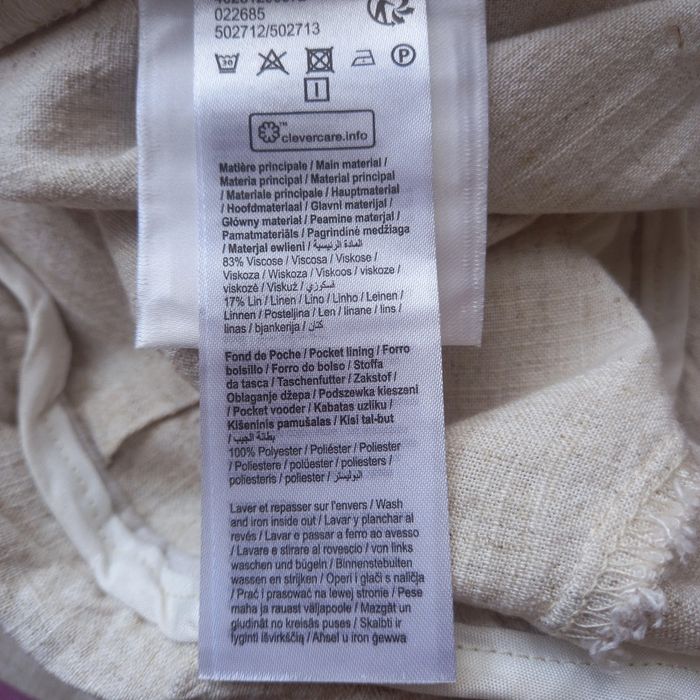 022685
502712/502713
30
P
I
™
clevercare.info
Matière principale / Main material /
Materia principal / Material principal
/ Materiale principale / Hauptmaterial
/ Hoofdmateriaal / Glavni materijal /
Główny materiał / Peamine materjal /
Pamatmateriāls / Pagrindinė medžiaga
/ Materjal ewlieni / المادة الرئيسية
83% Viscose / Viscosa / Viskose /
Viskoza / Wiskoza / Viskoos / viskoze /
viskozė / Viskuż / فسكوزي
17% Lin / Linen / Lino / Linho / Leinen /
Linnen / Posteljina / Len / linane / lins /
linas / bjankerija / كتان
Fond de Poche / Pocket lining / Forro
bolsillo / Forro do bolso / Stoffa
da tasca / Taschenfutter / Zakstof /
Oblaganje džepa / Podszewka kieszeni
/ Pocket vooder / Kabatas uzliku /
Kišeninis pamušalas / Kisi tal-but
/ بطانة الجيب
100% Polyester / Poliéster / Poliester
/ Poliestere / polüester / poliesters /
poliesteris / poliester / البوليستر
Laver et repasser sur l'envers / Wash
and iron inside out / Lavar y planchar al
revés / Lavar e passar a ferro ao avesso
/ Lavare e stirare al rovescio / von links
waschen und bügeln / Binnenstebuiten
wassen en strijken / Operi i glači s naličja
/ Prać i prasować na lewej stronie / Pese
maha ja rauast väljapoole / Mazgāt un
gludināt no kreisās puses / Skalbti ir
lyginti išvirkščią / Aħsel u iron ġewwa